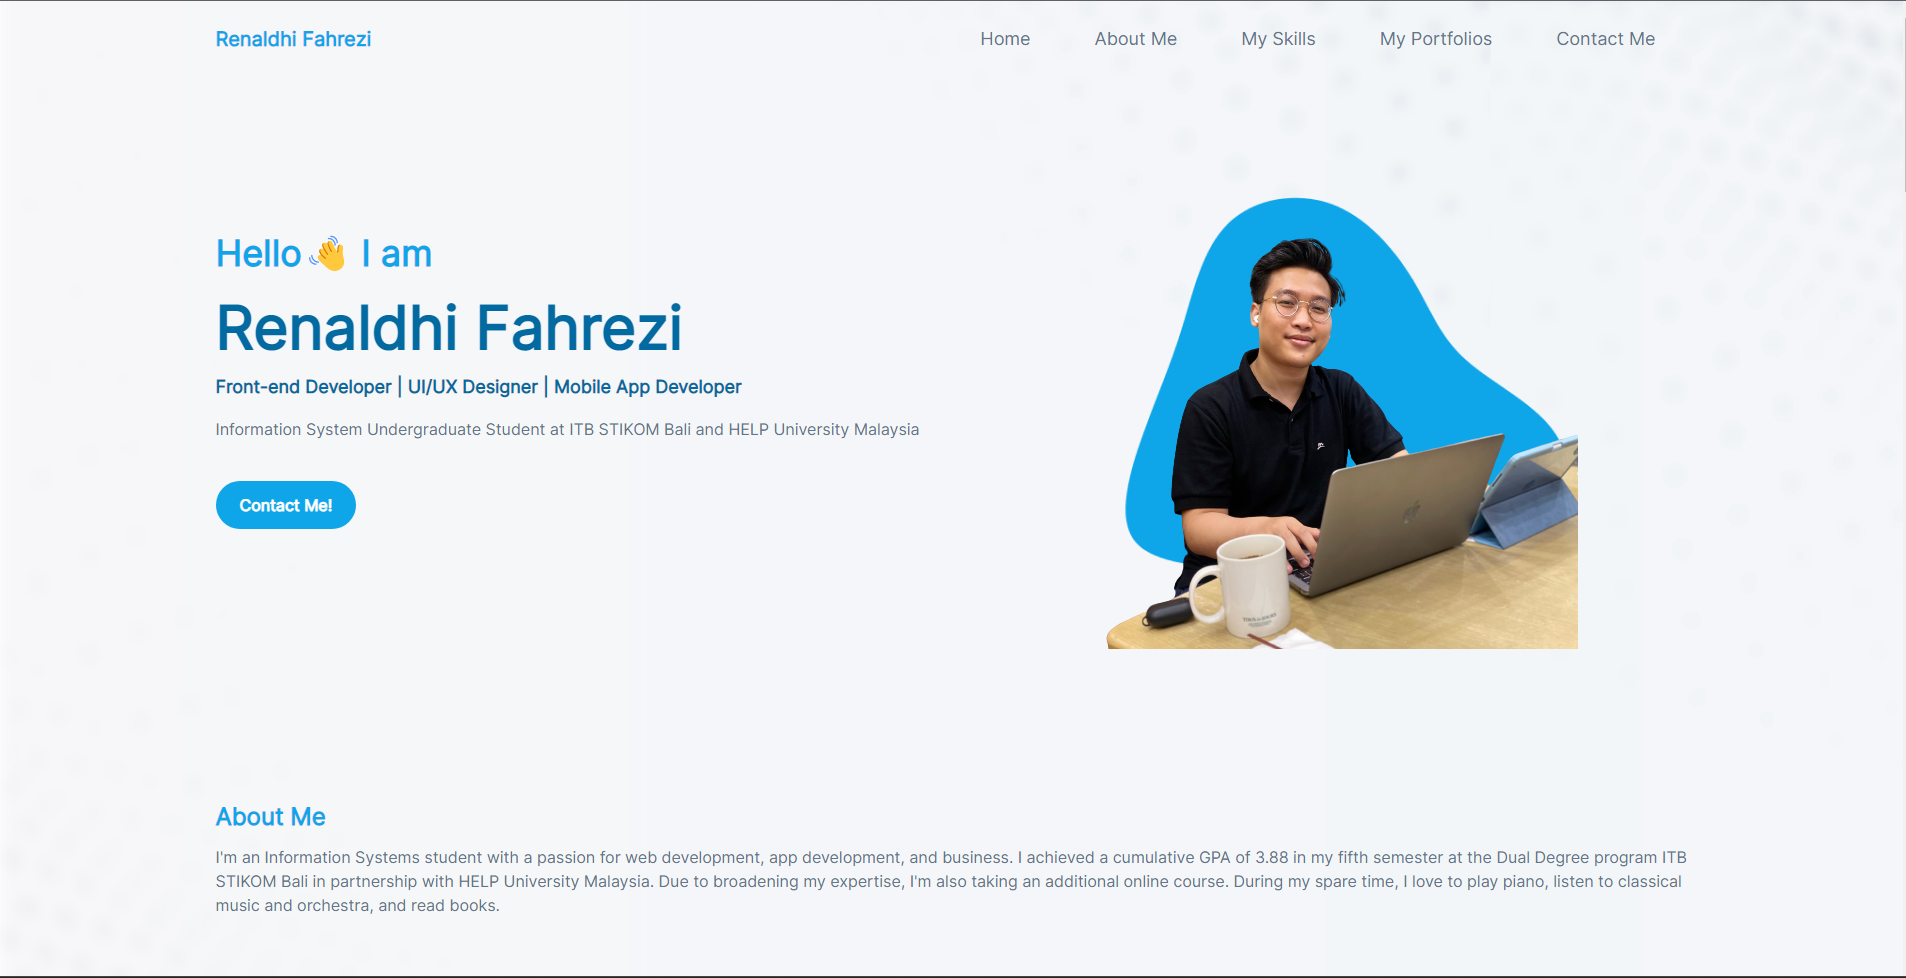 Renaldhi Fahrezi
Home About Me My Skills My Portfolios Contact Me
Hello 👋 I am
Renaldhi Fahrezi
Front-end Developer | UI/UX Designer | Mobile App Developer
Information System Undergraduate Student at ITB STIKOM Bali and HELP University Malaysia
Contact Me!
About Me
I'm an Information Systems student with a passion for web development, app development, and business. I achieved a cumulative GPA of 3.88 in my fifth semester at the Dual Degree program ITB
STIKOM Bali in partnership with HELP University Malaysia. Due to broadening my expertise, I'm also taking an additional online course. During my spare time, I love to play piano, listen to classical
music and orchestra, and read books.